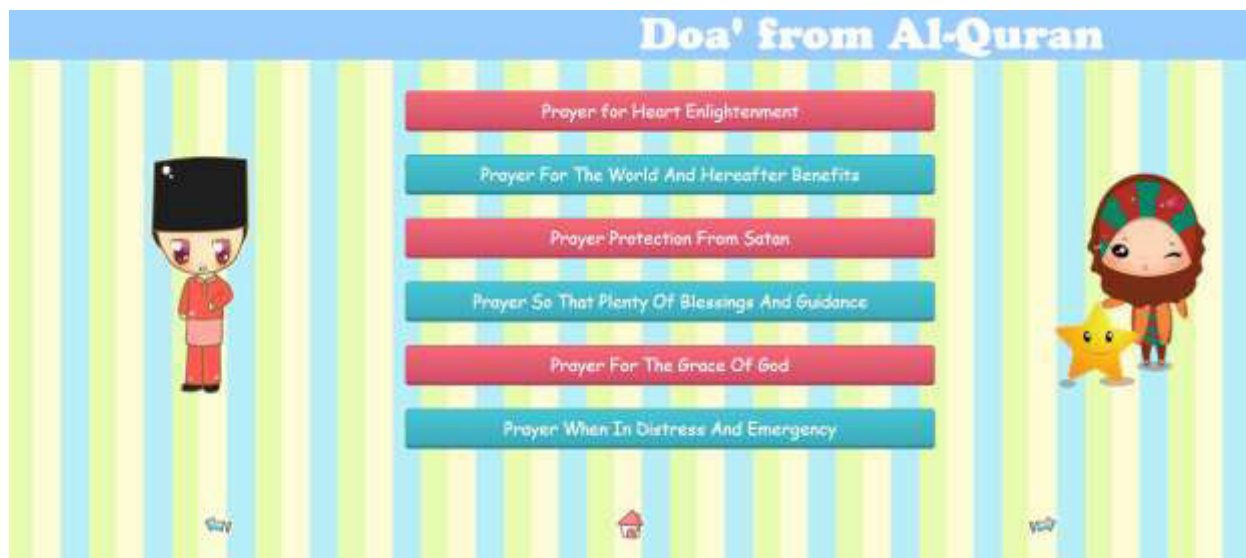 Doa' from Al-Quran
Prayer for Heart Enlightenment
Prayer For The World And Hereafter Benefits
Prayer Protection From Satan
Prayer So That Plenty Of Blessings And Guidance
Prayer For The Grace Of God
Prayer When In Distress And Emergency